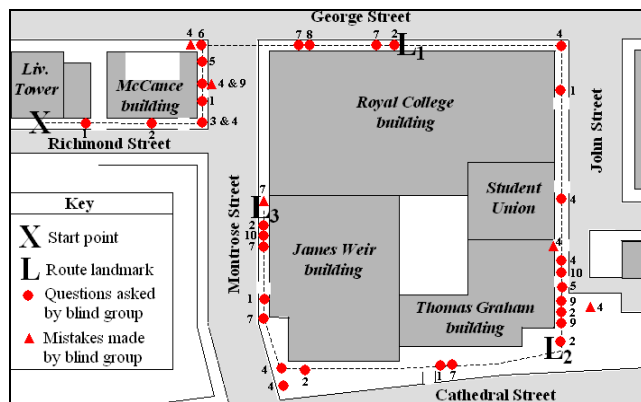 George Street
4 6
7 8
7 2
L1
4
Liv.
Tower
McCance
building
5
4 & 9
1
3 & 4
X
1
2
Richmond Street
Royal College
building
1
John Street
Student
Union
4
Key
X Start point
L Route landmark
Questions asked
by blind group
Mistakes made
by blind group
Montrose Street
7
L3
2
10
7
1
7
James Weir
building
Thomas Graham
building
4
4
10
5
9
2
9
4
2
L2
4
2
4
1 7
Cathedral Street